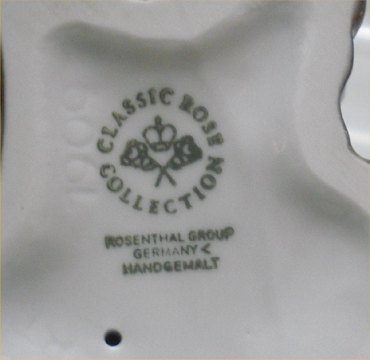 CLASSIC ROSE
COLLECTION
ROSENTHAL GROUP
GERMANY <
HANDGEMALT